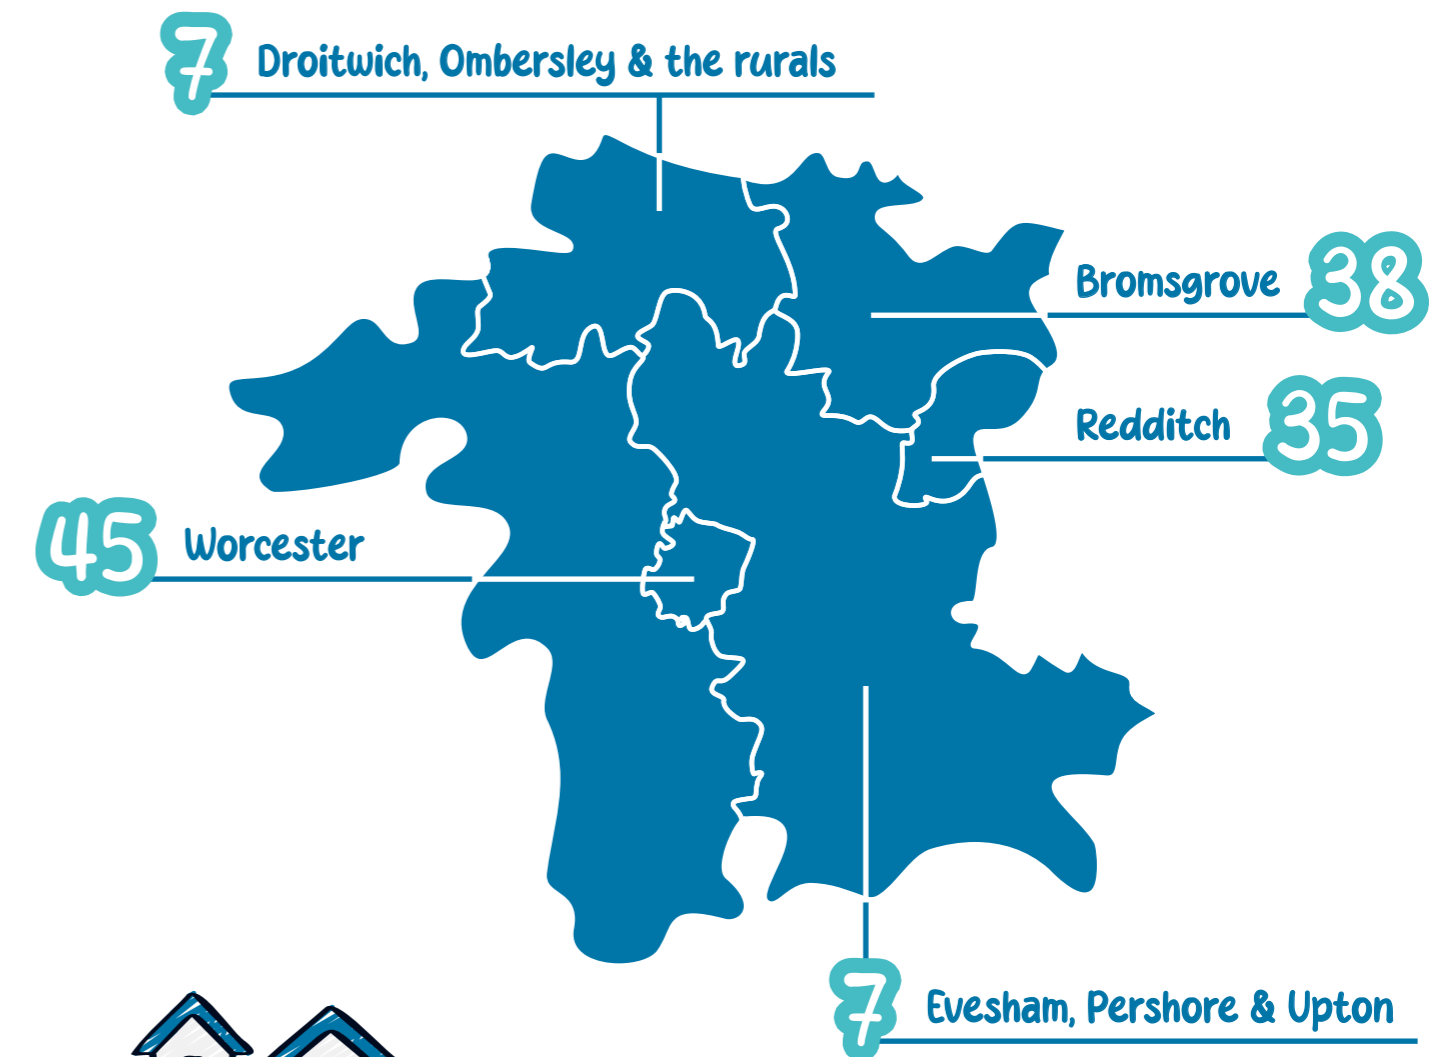 7 Droitwich, Ombersley & the rurals
Bromsgrove 38
Redditch 35
45 Worcester
7 Evesham, Pershore & Upton